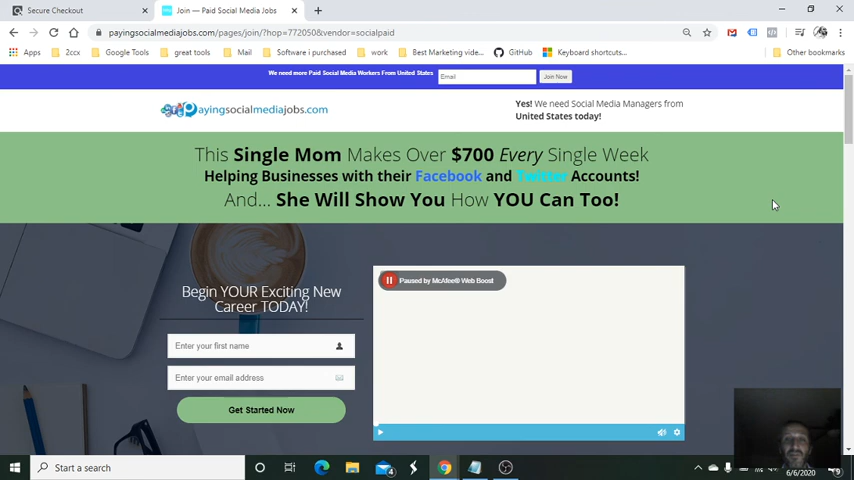 Secure Checkout
Join — Paid Social Media Jobs
payingsocialmediajobs.com/pages/join/?hop=772050&vendor=socialpaid
Apps 2ccx Google Tools great tools Mail Software i purchased work Best Marketing vide... GitHub Keyboard shortcuts... Other bookmarks
We need more Paid Social Media Workers From United States Email Join Now
payingsocialmediajobs.com
Yes! We need Social Media Managers from
United States today!
This Single Mom Makes Over $700 Every Single Week
Helping Businesses with their Facebook and Twitter Accounts!
And... She Will Show You How YOU Can Too!
Paused by McAfee® Web Boost
Begin YOUR Exciting New
Career TODAY!
Enter your first name
Enter your email address
Get Started Now
Start a search
4
6/6/2020